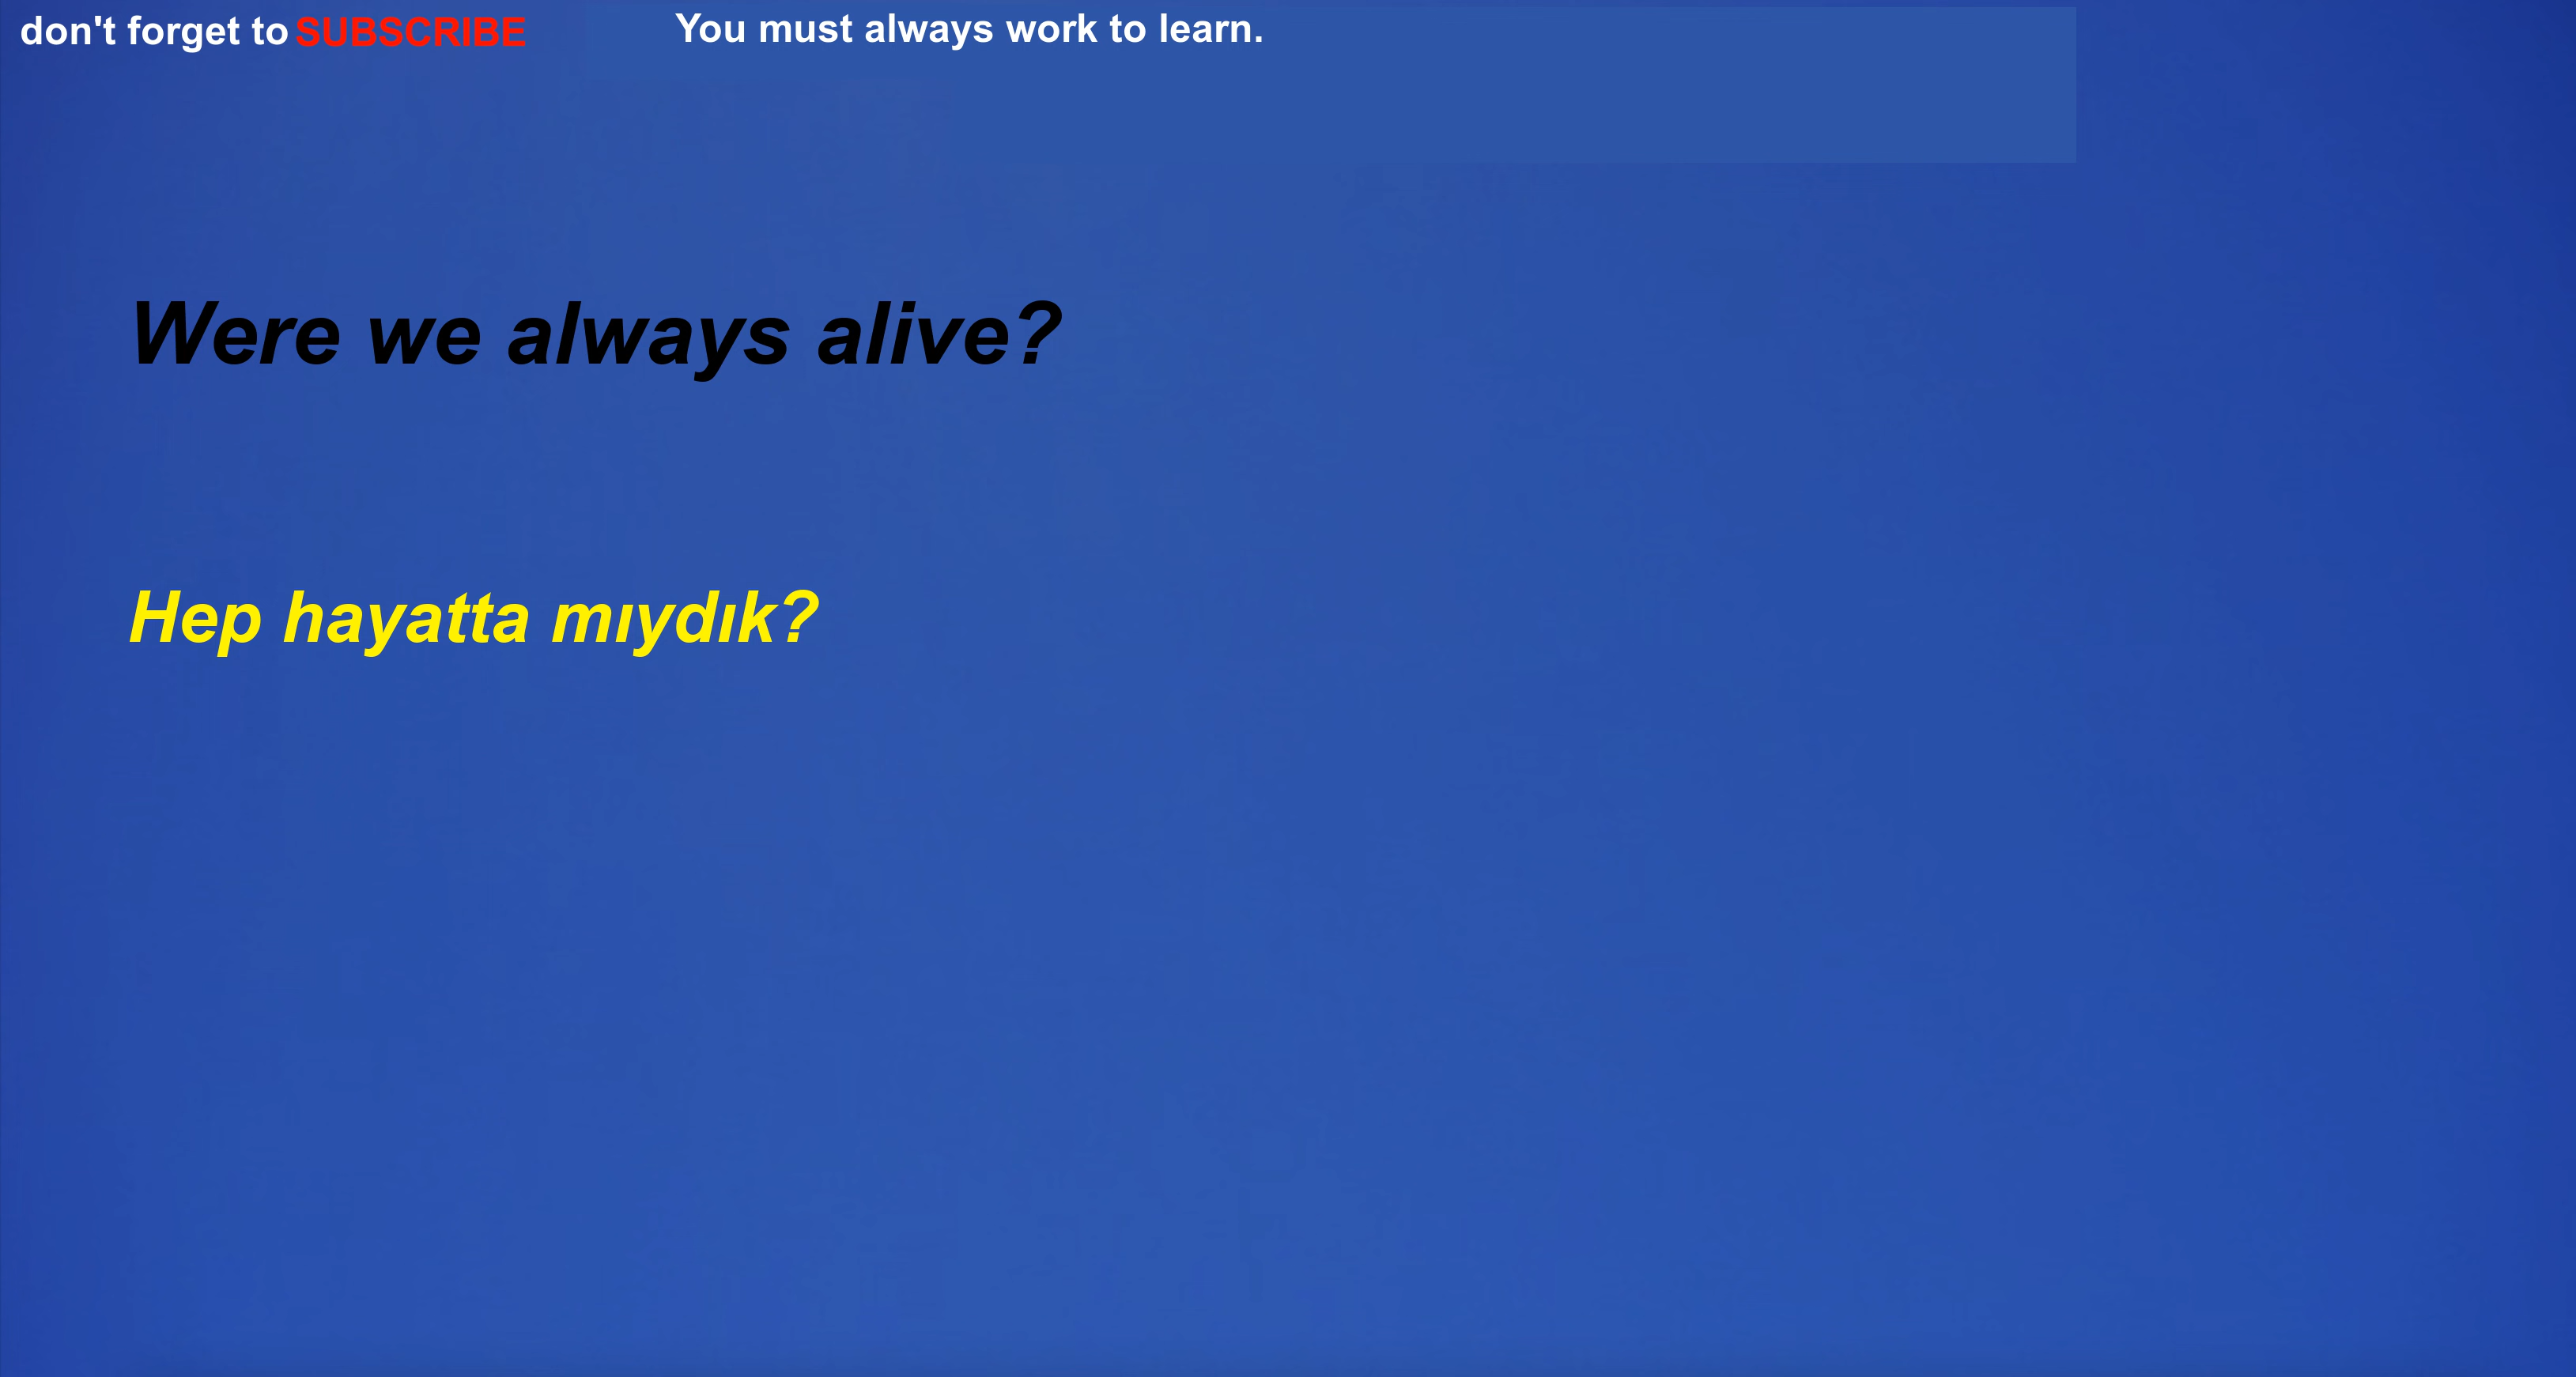 don't forget to SUBSCRIBE
You must always work to learn.
Were we always alive?
Hep hayatta mıydık?